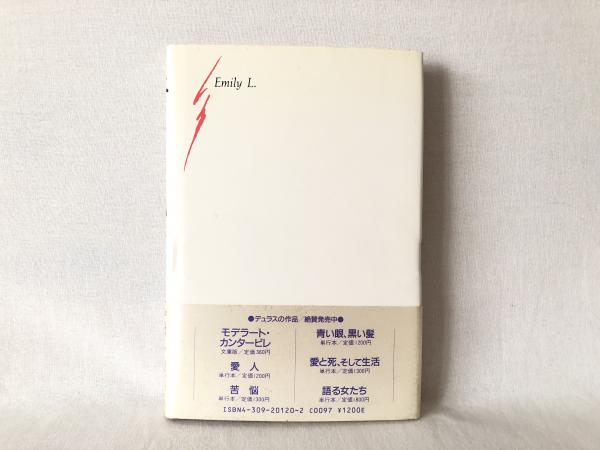 Emily L.
●デュラスの作品/絶賛発売中●
モデラート・
カンタービレ
文庫版/定価360円
愛人
単行本/定価1200円
苦悩
単行本/定価1300円
青い眼、黒い髪
単行本/定価1200円
愛と死、そして生活
単行本/定価1300円
語る女たち
単行本/定価1800円
ISBN4-309-20120-2 C0097 ¥1200E